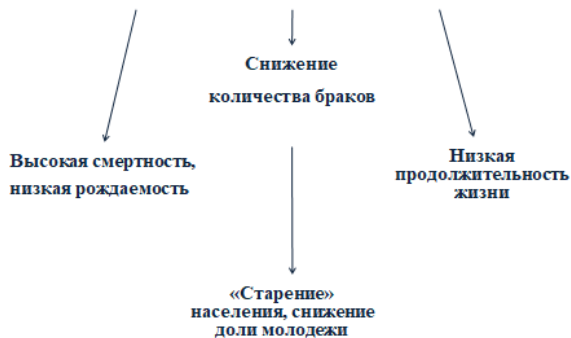 Снижение
количества браков
Высокая смертность,
низкая рождаемость
Низкая
продолжительность
жизни
«Старение»
населения, снижение
доли молодежи